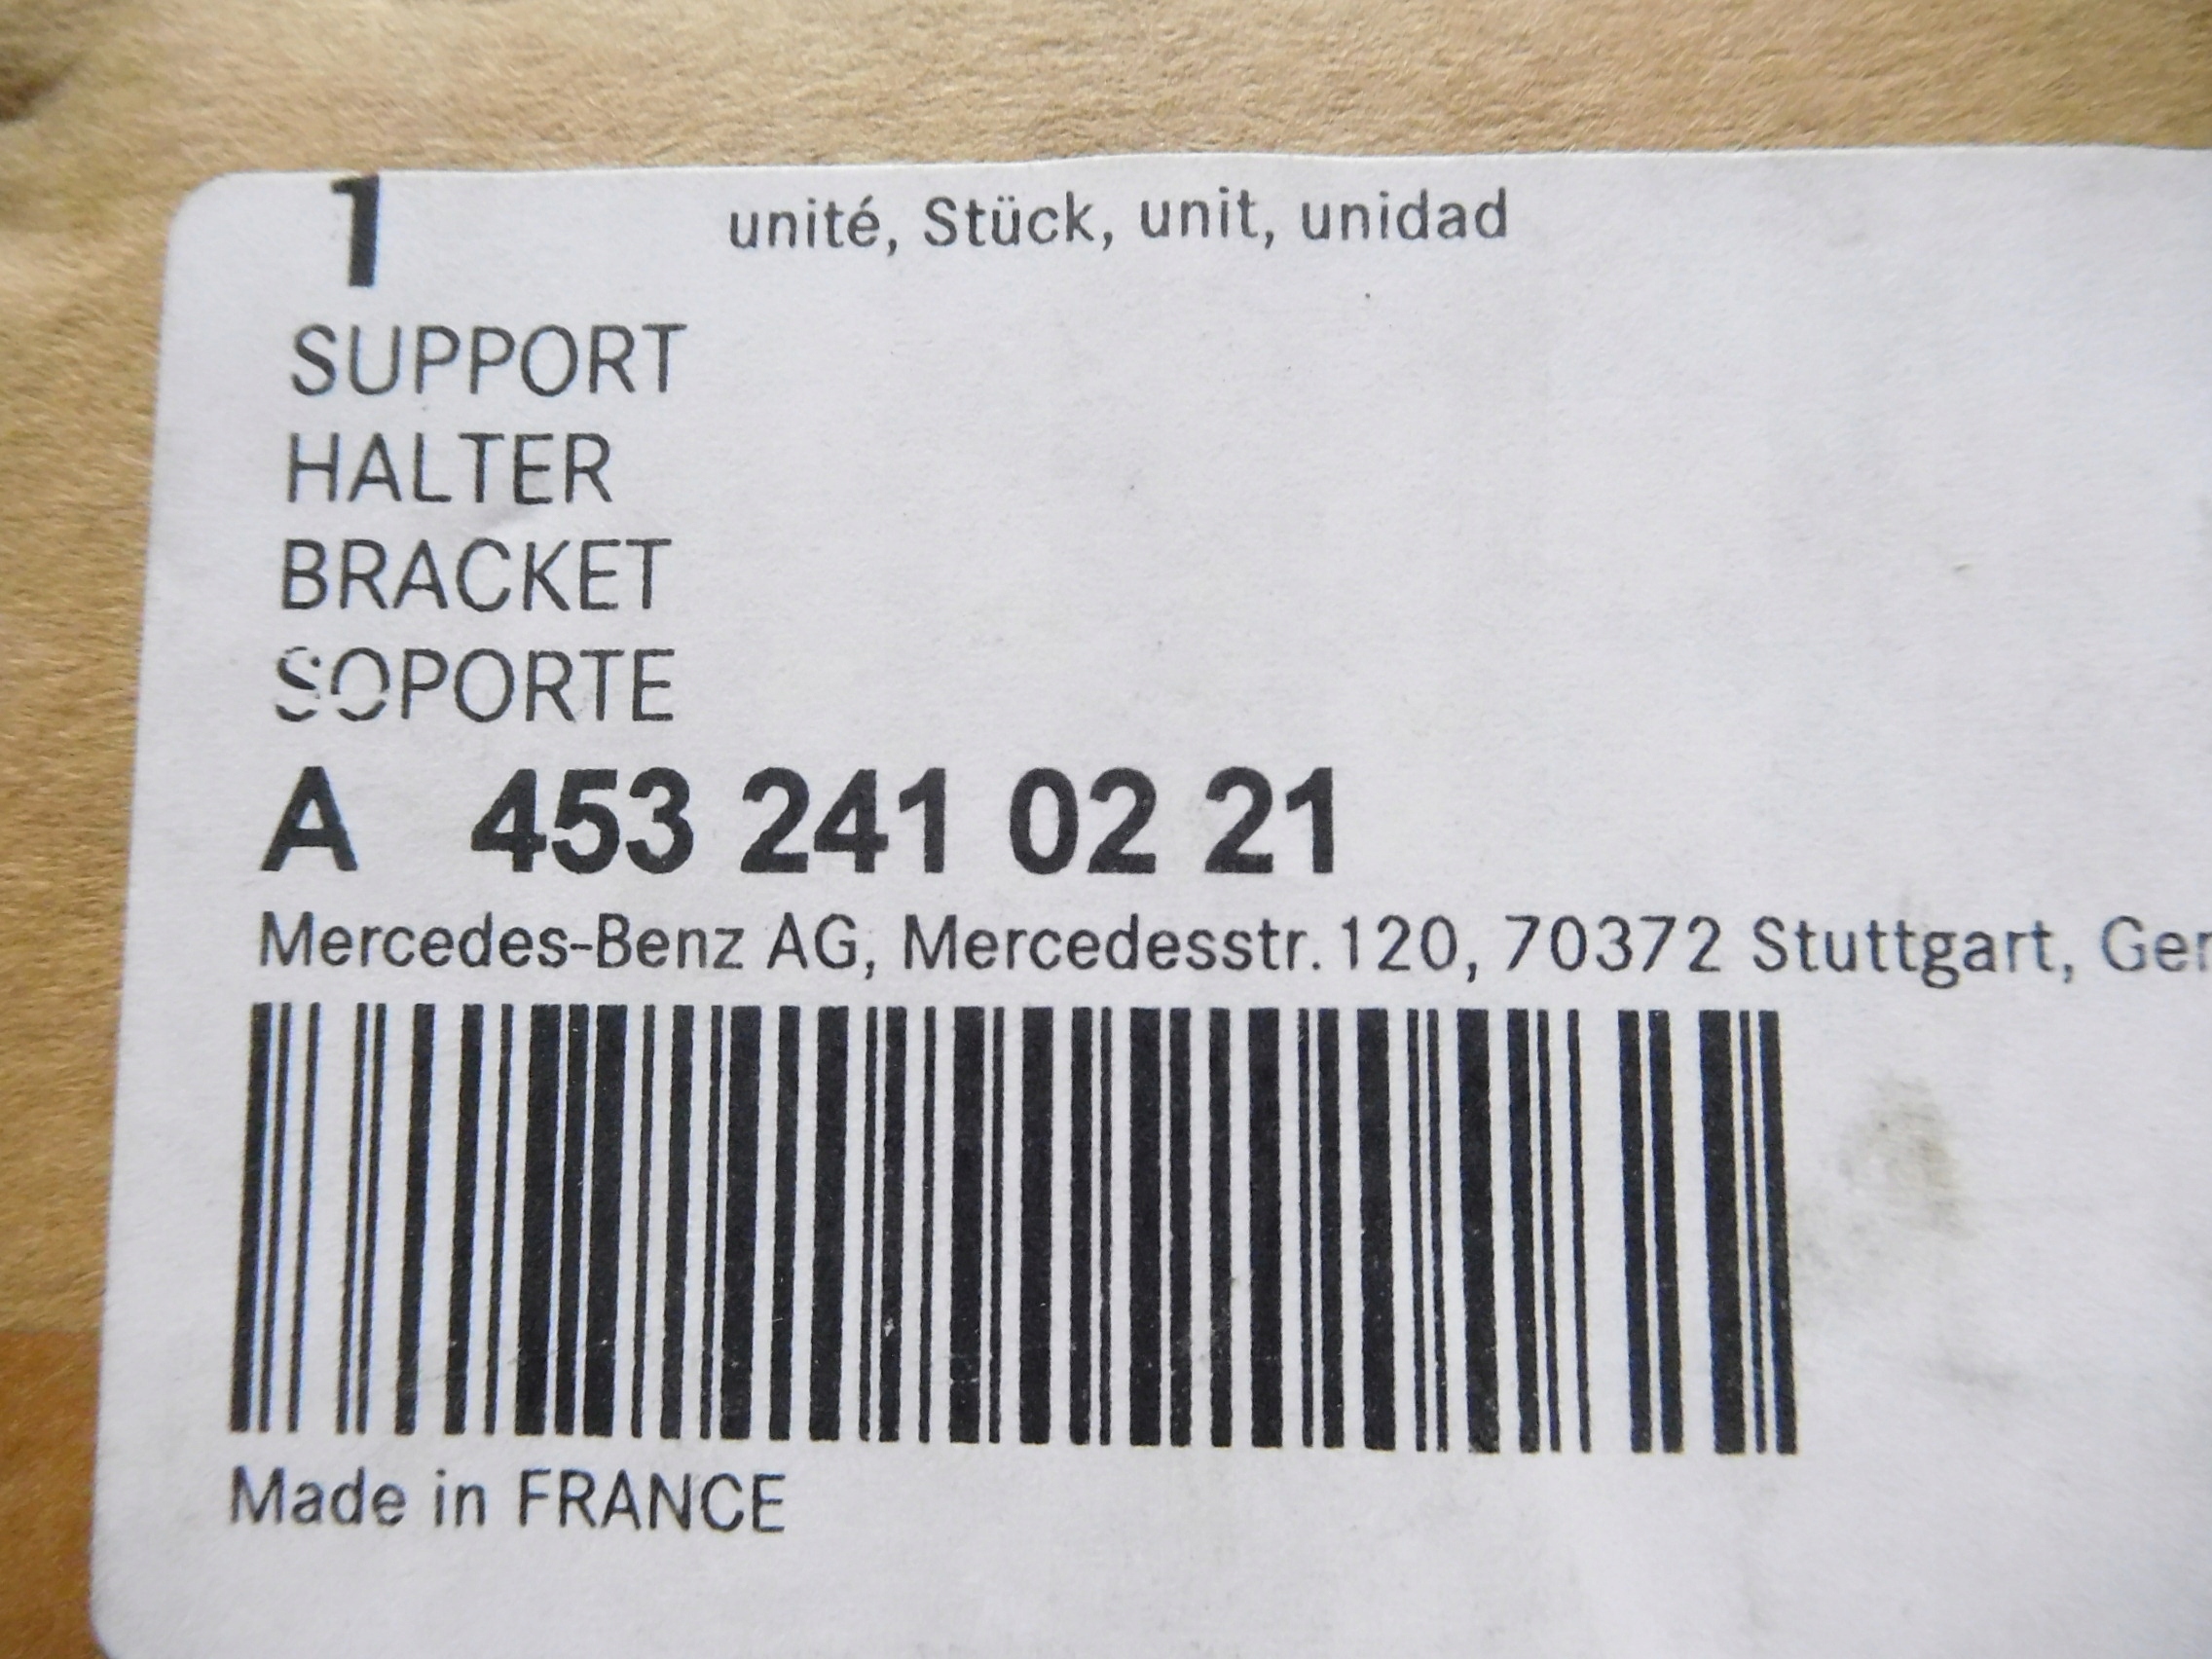 1 unité, Stück, unit, unidad
SUPPORT
HALTER
BRACKET
SOPORTE
A 453 241 02 21
Mercedes-Benz AG, Mercedesstr.120, 70372 Stuttgart,
Made in FRANCE